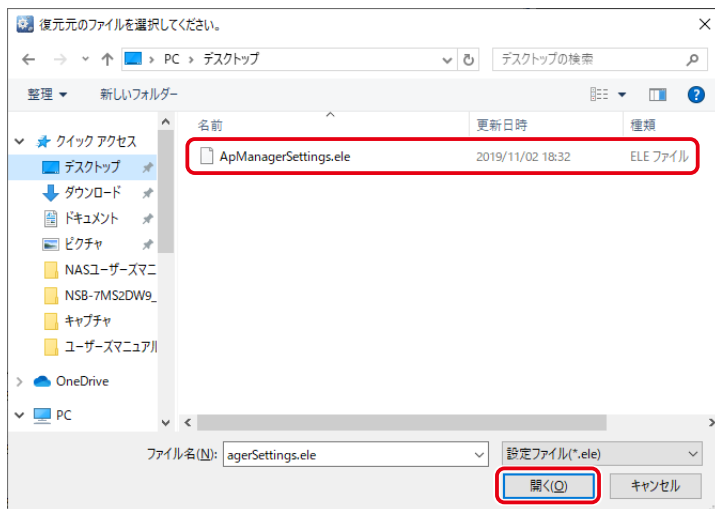 復元元のファイルを選択してください。
PC > デスクトップ
デスクトップの検索
整理 新しいフォルダー
名前 更新日時 種類
ApManagerSettings.ele 2019/11/02 18:32 ELE ファイル
クイック アクセス
デスクトップ
ダウンロード
ドキュメント
ピクチャ
NASユーザーズマニ
NSB-7MS2DW9_
キャプチャ
ユーザーズマニュアル
OneDrive
PC
ファイル名(N): agerSettings.ele 設定ファイル(*.ele)
開く(O) キャンセル